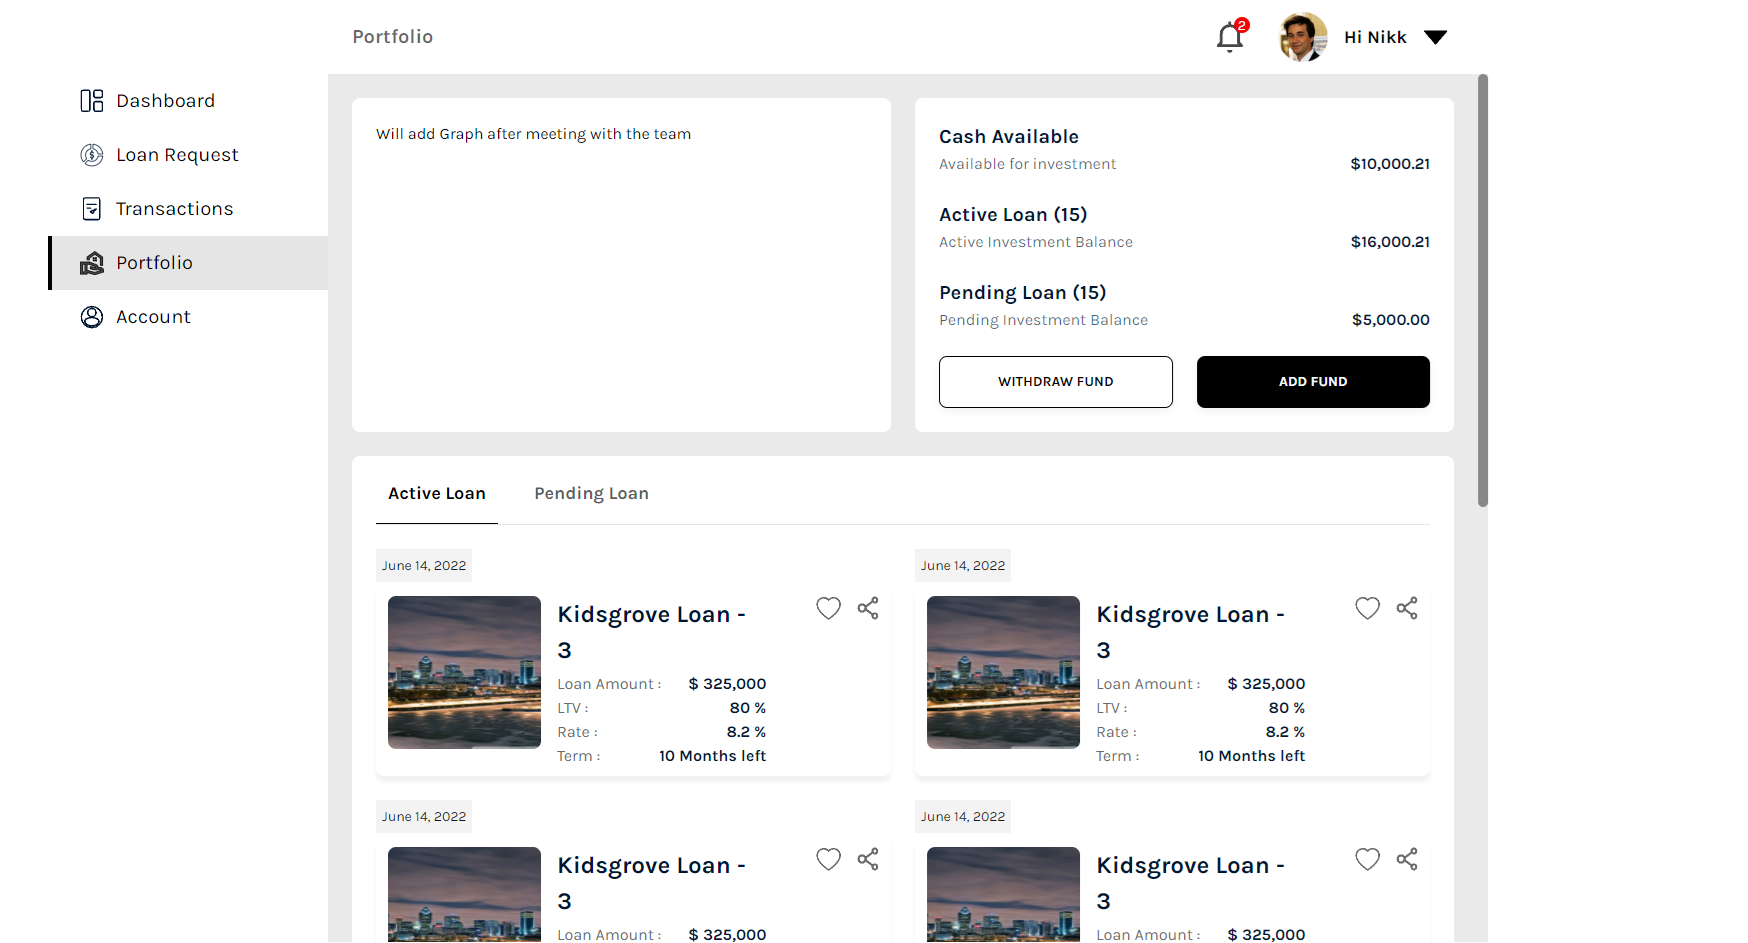 Portfolio
2
Hi Nikk
Dashboard
Loan Request
Transactions
Portfolio
Account
Will add Graph after meeting with the team
Cash Available
Available for investment $10,000.21
Active Loan (15)
Active Investment Balance $16,000.21
Pending Loan (15)
Pending Investment Balance $5,000.00
WITHDRAW FUND ADD FUND
Active Loan Pending Loan
June 14, 2022
Kidsgrove Loan -
3
Loan Amount : $ 325,000
LTV : 80 %
Rate : 8.2 %
Term : 10 Months left
June 14, 2022
Kidsgrove Loan -
3
Loan Amount : $ 325,000
LTV : 80 %
Rate : 8.2 %
Term : 10 Months left
June 14, 2022
Kidsgrove Loan -
3
Loan Amount : $ 325,000
June 14, 2022
Kidsgrove Loan -
3
Loan Amount : $ 325,000